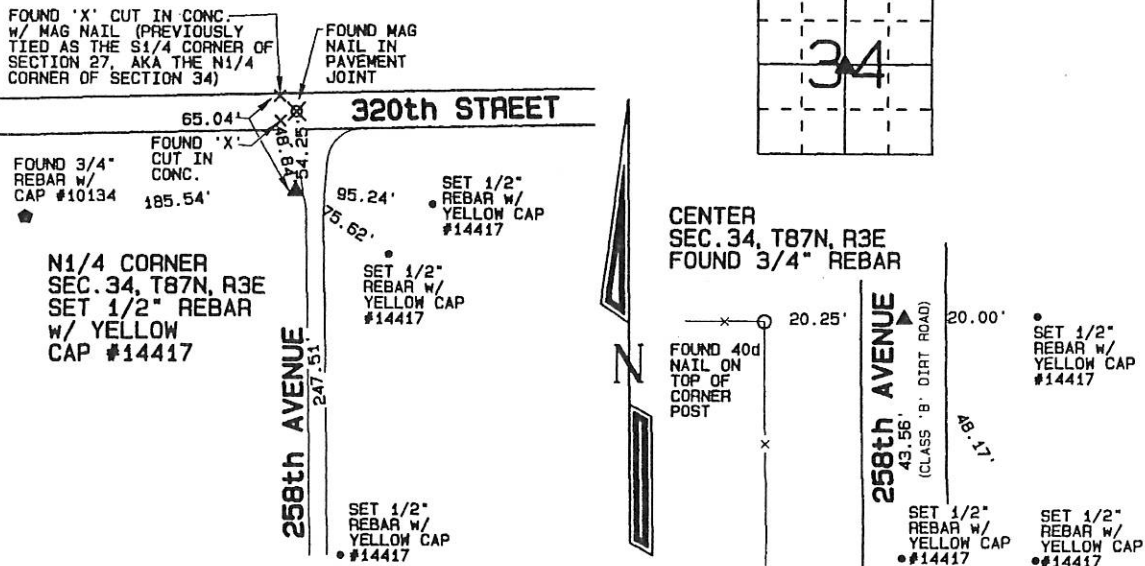 FOUND 'X' CUT IN CONC.
W/ MAG NAIL (PREVIOUSLY
TIED AS THE S1/4 CORNER OF
SECTION 27, AKA THE N1/4
CORNER OF SECTION 34)
FOUND MAG
NAIL IN
PAVEMENT
JOINT
320th STREET
65.04'
FOUND 'X'
CUT IN
CONC.
48.84'
54.25'
FOUND 3/4"
REBAR W/
CAP #10134
185.54'
95.24'
75.62'
SET 1/2"
REBAR W/
YELLOW CAP
#14417
SET 1/2"
REBAR W/
YELLOW CAP
#14417
N1/4 CORNER
SEC.34, T87N, R3E
SET 1/2" REBAR
W/ YELLOW
CAP #14417
258th AVENUE
247.51'
SET 1/2"
REBAR W/
YELLOW CAP
#14417
N
34
CENTER
SEC.34, T87N, R3E
FOUND 3/4" REBAR
20.25'
20.00'
FOUND 40d
NAIL ON
TOP OF
CORNER
POST
258th AVENUE
43.56'
(CLASS 'B' DIRT ROAD)
48.17'
SET 1/2"
REBAR W/
YELLOW CAP
#14417
SET 1/2"
REBAR W/
YELLOW CAP
#14417
SET 1/2"
REBAR W/
YELLOW CAP
#14417